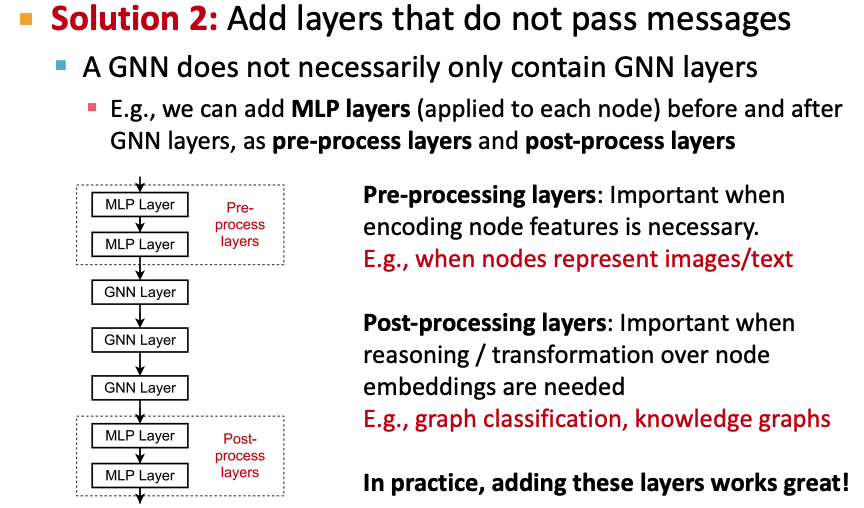 Solution 2: Add layers that do not pass messages
A GNN does not necessarily only contain GNN layers
E.g., we can add MLP layers (applied to each node) before and after
GNN layers, as pre-process layers and post-process layers
MLP Layer
MLP Layer
Pre-
process
layers
GNN Layer
GNN Layer
GNN Layer
MLP Layer
MLP Layer
Post-
process
layers
Pre-processing layers: Important when
encoding node features is necessary.
E.g., when nodes represent images/text
Post-processing layers: Important when
reasoning / transformation over node
embeddings are needed
E.g., graph classification, knowledge graphs
In practice, adding these layers works great!